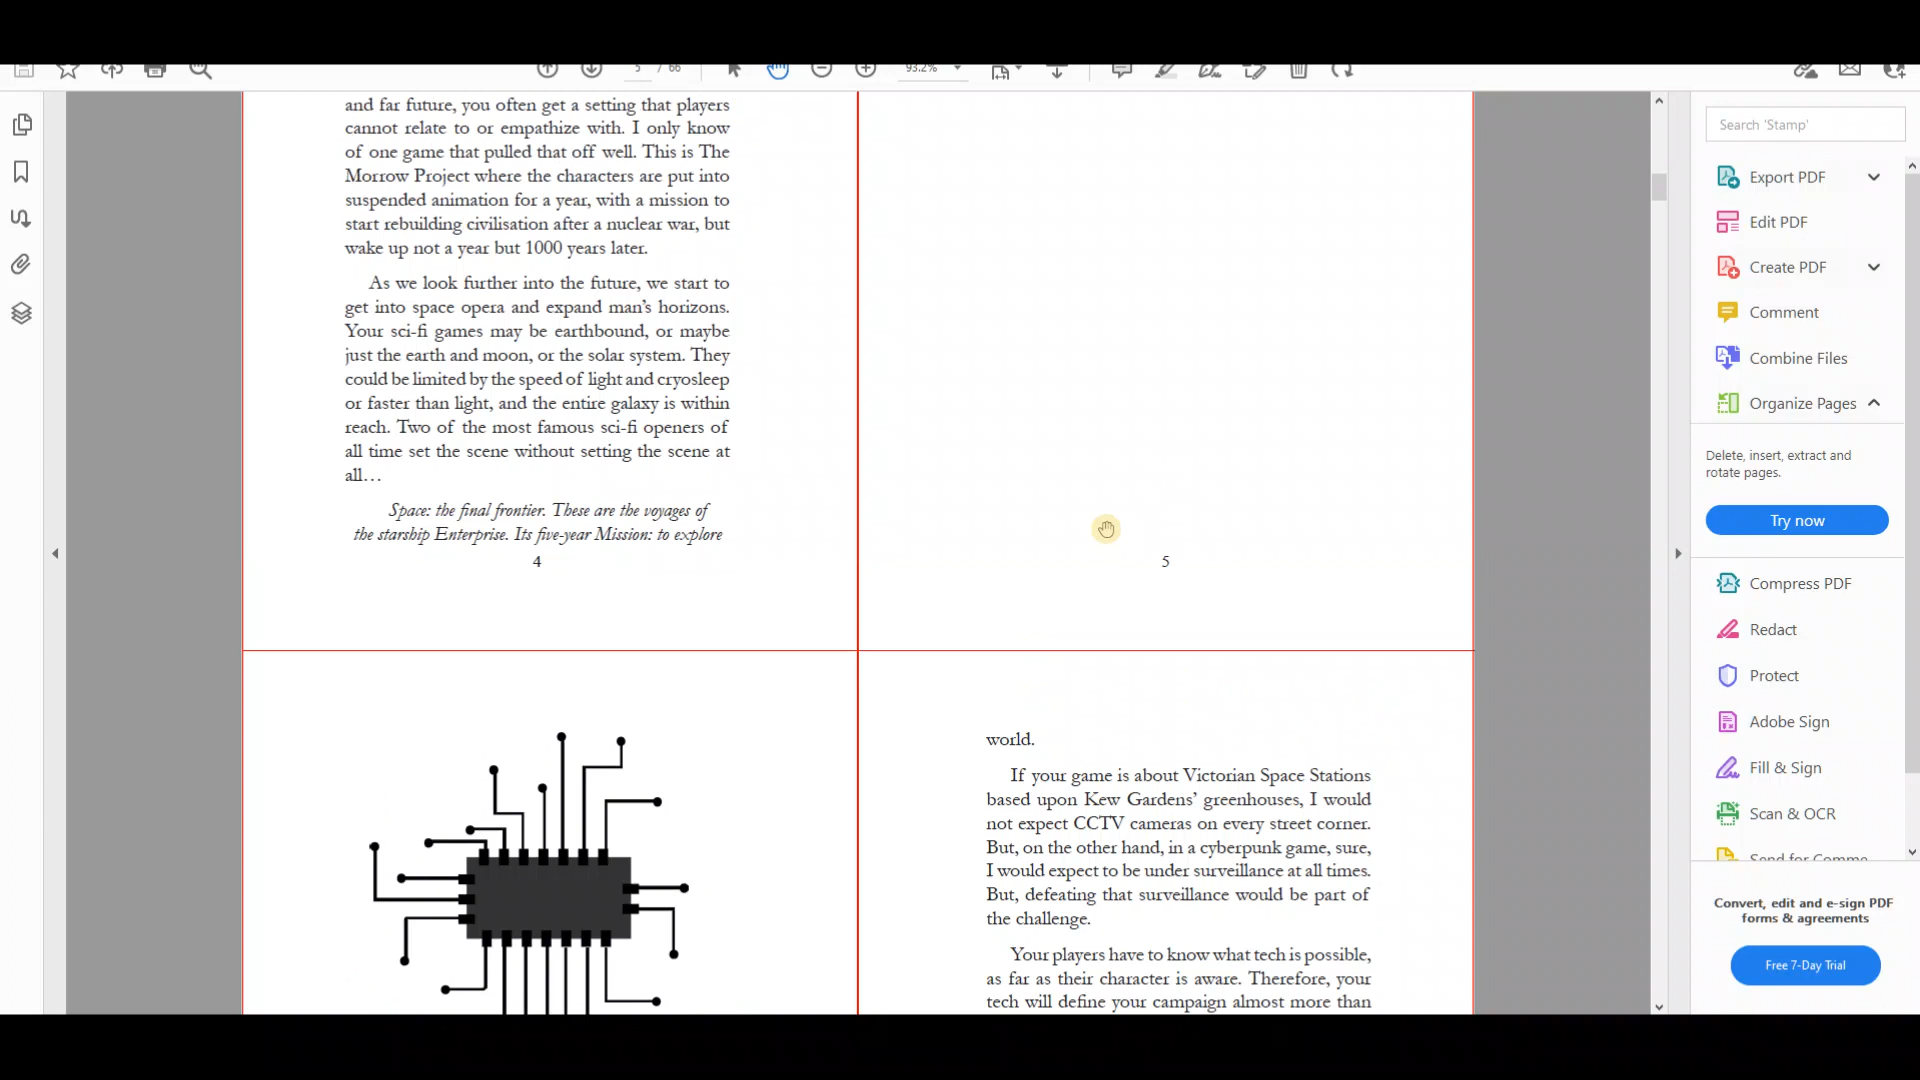 5 / 66
93.2%
and far future, you often get a setting that players
cannot relate to or empathize with. I only know
of one game that pulled that off well. This is The
Morrow Project where the characters are put into
suspended animation for a year, with a mission to
start rebuilding civilisation after a nuclear war, but
wake up not a year but 1000 years later.
As we look further into the future, we start to
get into space opera and expand man's horizons.
Your sci-fi games may be earthbound, or maybe
just the earth and moon, or the solar system. They
could be limited by the speed of light and cryosleep
or faster than light, and the entire galaxy is within
reach. Two of the most famous sci-fi openers of
all time set the scene without setting the scene at
all…
Space: the final frontier. These are the voyages of
the starship Enterprise. Its five-year Mission: to explore
4
5
world.
If your game is about Victorian Space Stations
based upon Kew Gardens' greenhouses, I would
not expect CCTV cameras on every street corner.
But, on the other hand, in a cyberpunk game, sure,
I would expect to be under surveillance at all times.
But, defeating that surveillance would be part of
the challenge.
Your players have to know what tech is possible,
as far as their character is aware. Therefore, your
tech will define your campaign almost more than
Search 'Stamp'
Export PDF
Edit PDF
Create PDF
Comment
Combine Files
Organize Pages
Delete, insert, extract and
rotate pages.
Try now
Compress PDF
Redact
Protect
Adobe Sign
Fill & Sign
Scan & OCR
Send for Comme
Convert, edit and e-sign PDF
forms & agreements
Free 7-Day Trial